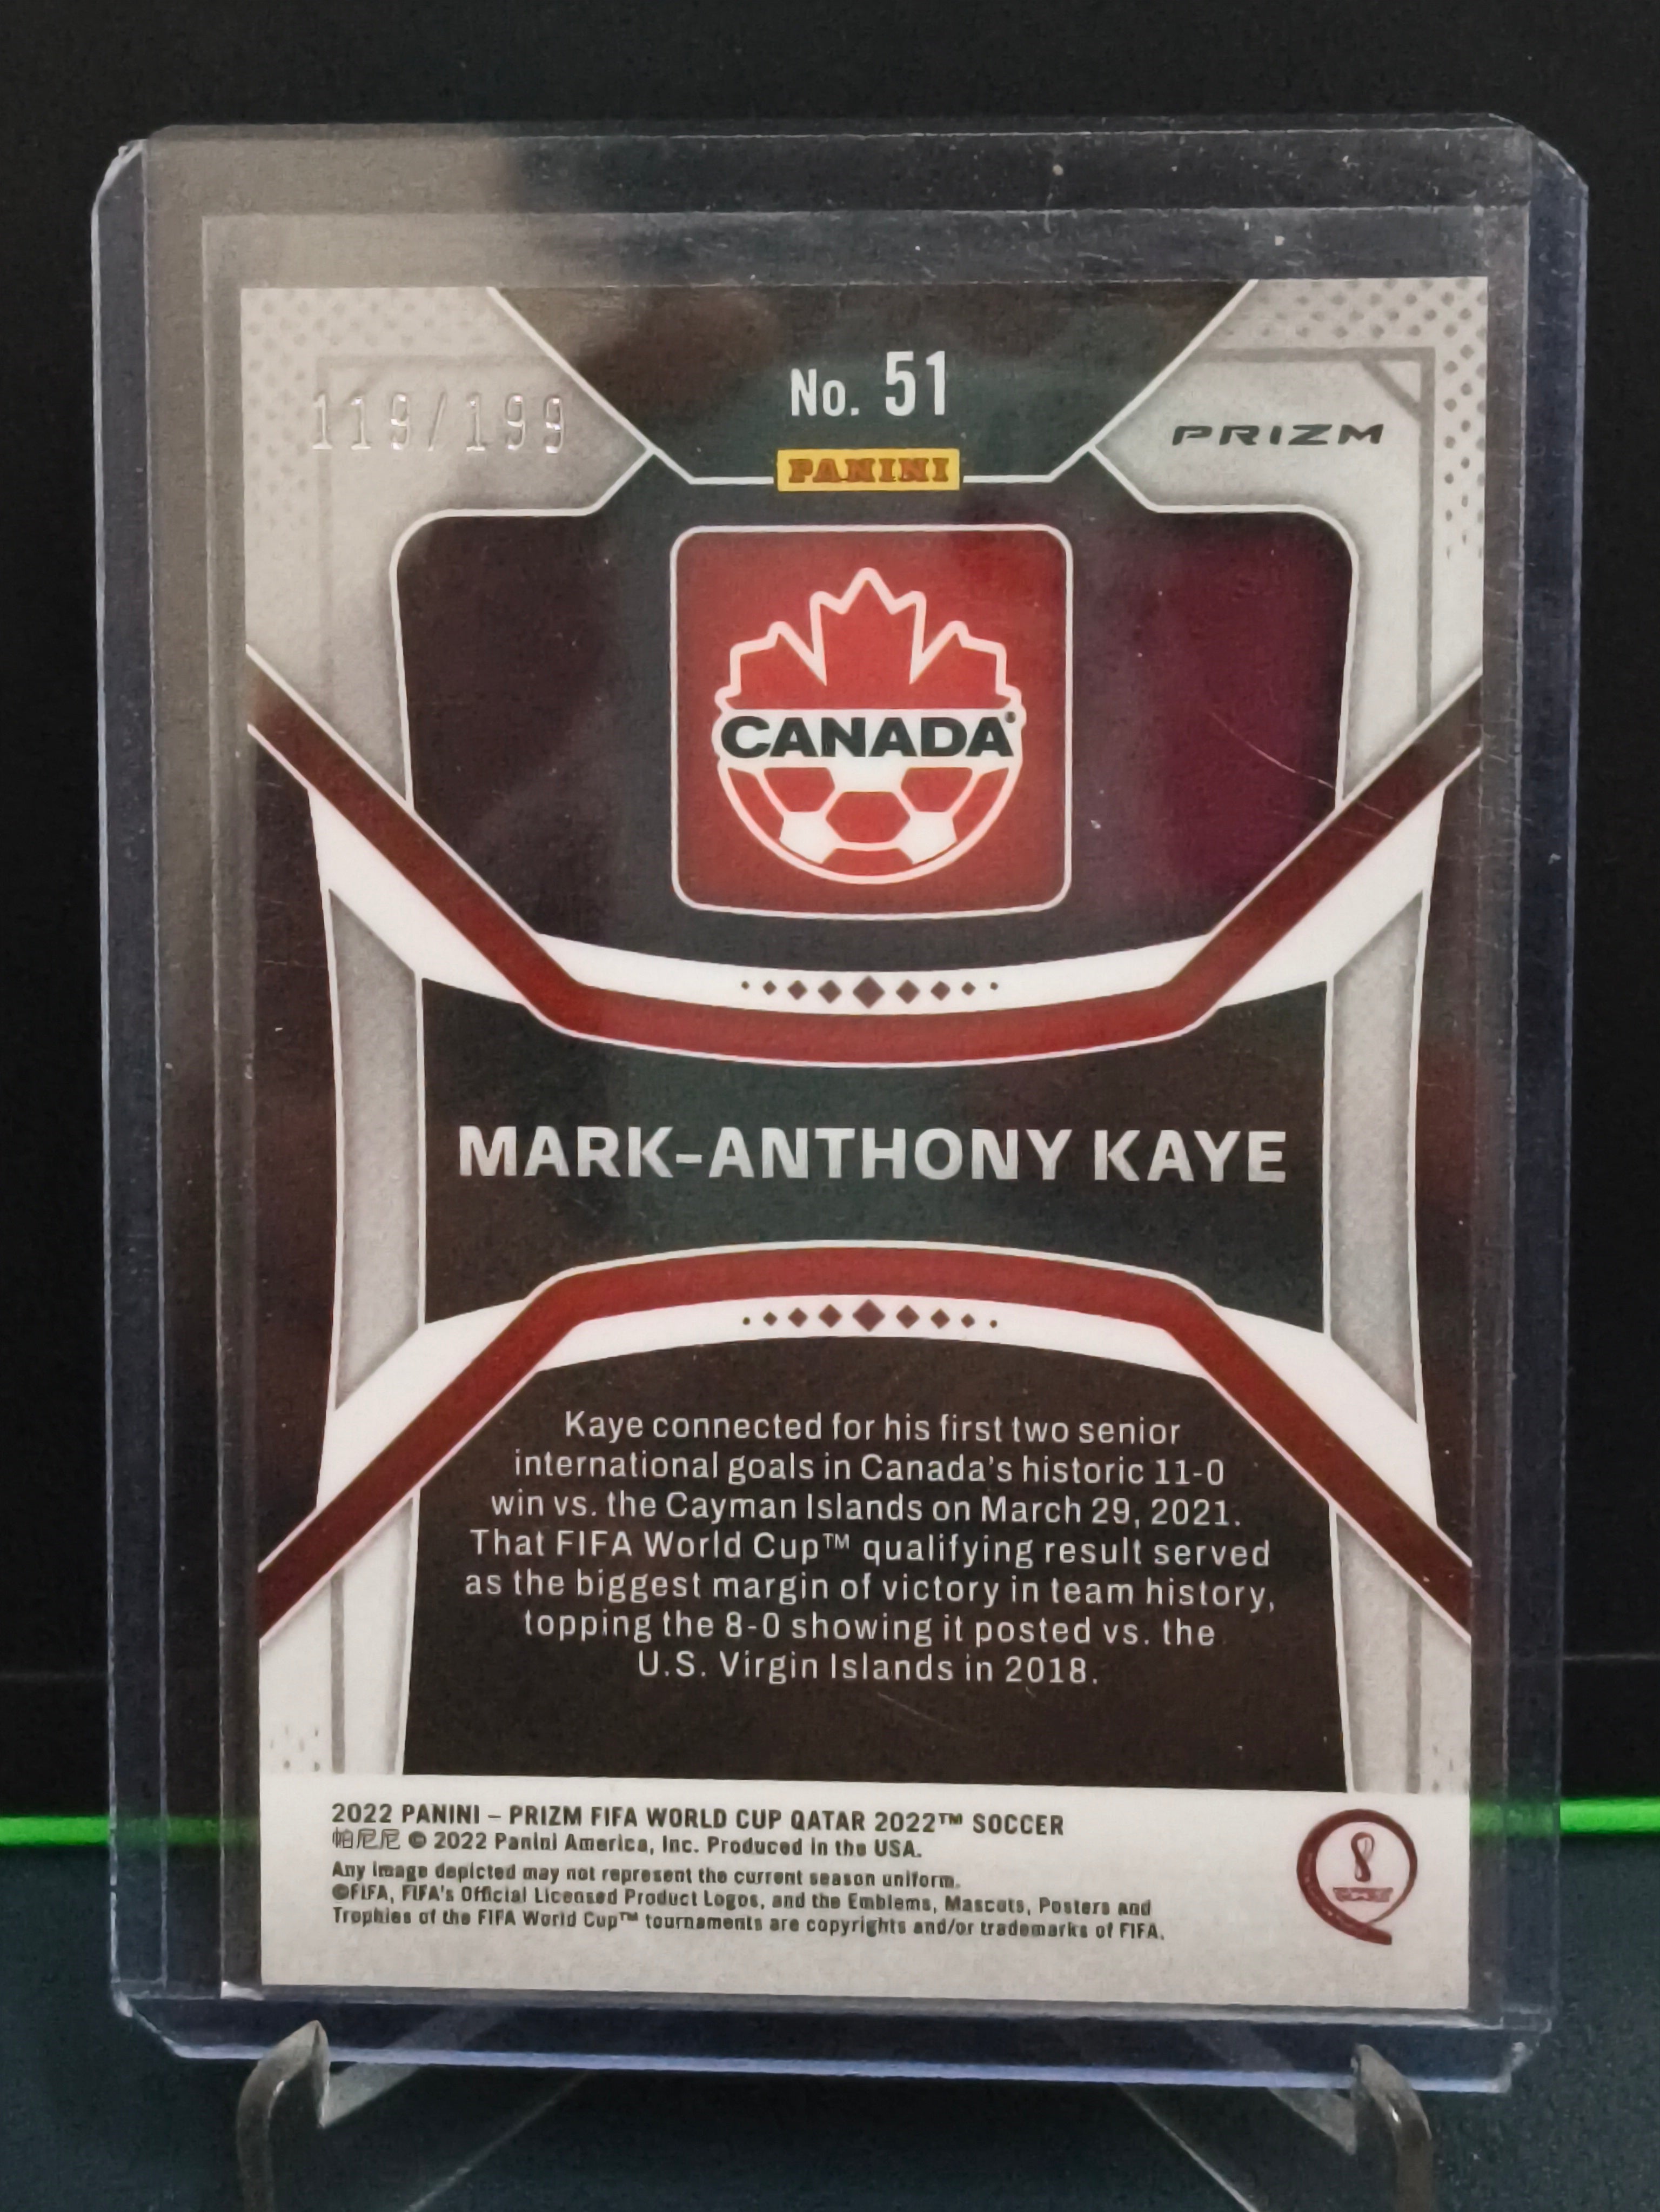 No. 51
119/199
PRIZM
PANINI
CANADA®
MARK-ANTHONY KAYE
Kaye connected for his first two senior
international goals in Canada's historic 11-0
win vs. the Cayman Islands on March 29, 2021.
That FIFA World Cup™ qualifying result served
as the biggest margin of victory in team history,
topping the 8-0 showing it posted vs. the
U.S. Virgin Islands in 2018.
2022 PANINI – PRIZM FIFA WORLD CUP QATAR 2022™ SOCCER
帕尼尼 © 2022 Panini America, Inc. Produced in the USA.
Any image depicted may not represent the current season uniform.
©FIFA, FIFA's Official Licensed Product Logos, and the Emblems, Mascots, Posters and
Trophies of the FIFA World Cup™ tournaments are copyrights and/or trademarks of FIFA.